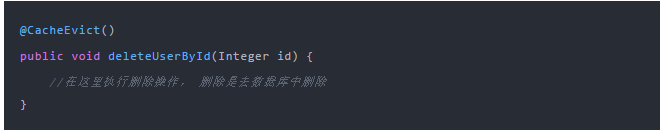 @CacheEvict()
public void deleteUserById(Integer id) {
//在这里执行删除操作， 删除是去数据库中删除
}